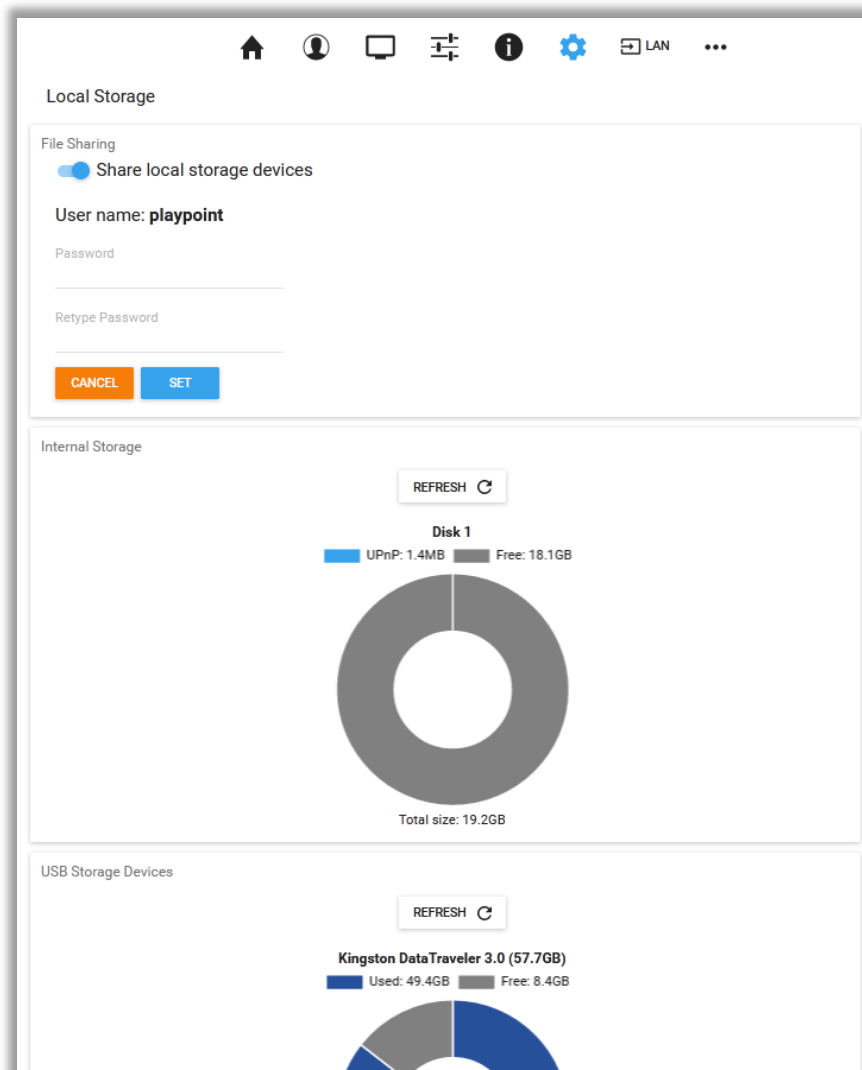 LAN
Local Storage
File Sharing
Share local storage devices
User name: playpoint
Password
Retype Password
CANCEL SET
Internal Storage
REFRESH
Disk 1
UPnP: 1.4MB Free: 18.1GB
Total size: 19.2GB
USB Storage Devices
REFRESH
Kingston DataTraveler 3.0 (57.7GB)
Used: 49.4GB Free: 8.4GB